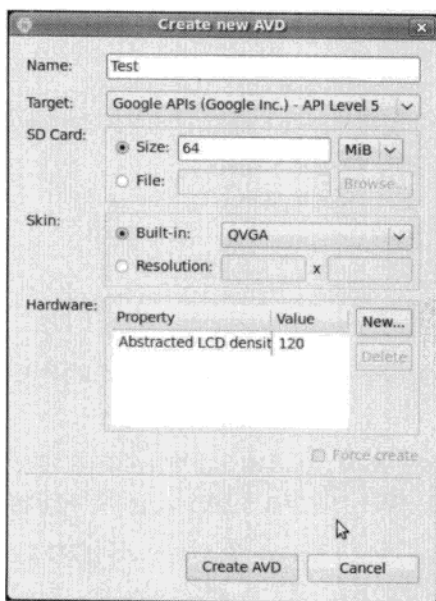 Create new AVD
Name: Test
Target: Google APIs (Google Inc.) - API Level 5
SD Card:
Size: 64 MiB
File: Browse...
Skin:
Built-in: QVGA
Resolution: x
Hardware:
Property Value New...
Abstracted LCD densit 120 Delete
Force create
Create AVD Cancel